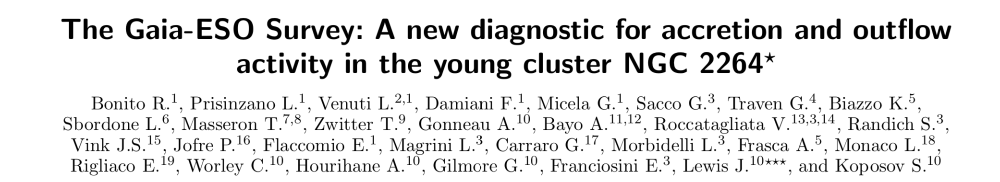 The Gaia-ESO Survey: A new diagnostic for accretion and outflow
activity in the young cluster NGC 2264⋆
Bonito R.¹, Prisinzano L.¹, Venuti L.²,¹, Damiani F.¹, Micela G.¹, Sacco G.³, Traven G.⁴, Biazzo K.⁵,
Sbordone L.⁶, Masseron T.⁷,⁸, Zwitter T.⁹, Gonneau A.¹⁰, Bayo A.¹¹,¹², Roccatagliata V.¹³,³,¹⁴, Randich S.³,
Vink J.S.¹⁵, Jofre P.¹⁶, Flaccomio E.¹, Magrini L.³, Carraro G.¹⁷, Morbidelli L.³, Frasca A.⁵, Monaco L.¹⁸,
Rigliaco E.¹⁹, Worley C.¹⁰, Hourihane A.¹⁰, Gilmore G.¹⁰, Franciosini E.³, Lewis J.¹⁰⋆⋆⋆, and Koposov S.¹⁰